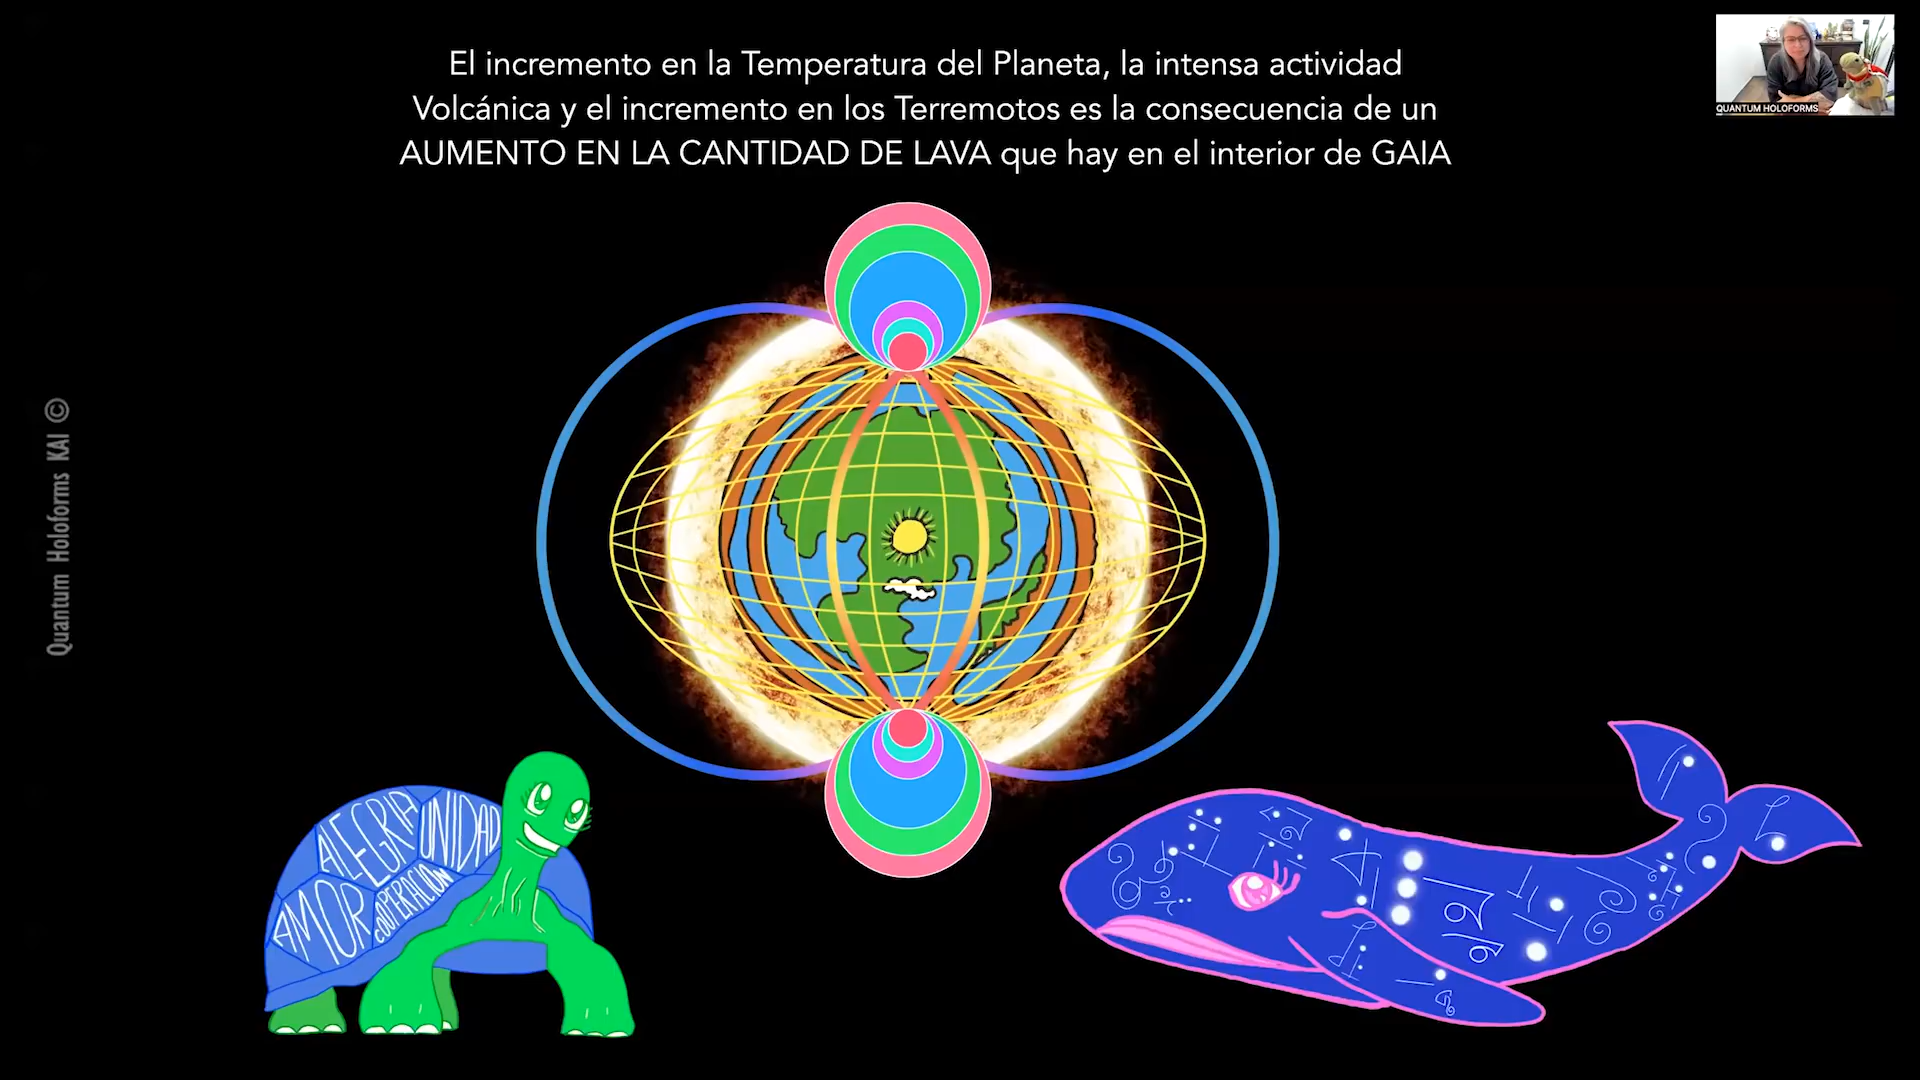 El incremento en la Temperatura del Planeta, la intensa actividad
Volcánica y el incremento en los Terremotos es la consecuencia de un
AUMENTO EN LA CANTIDAD DE LAVA que hay en el interior de GAIA
QUANTUM HOLOFORMS
Quantum Holoforms KAI ©
ALEGRIA
UNIDAD
AMOR
COOPERACION